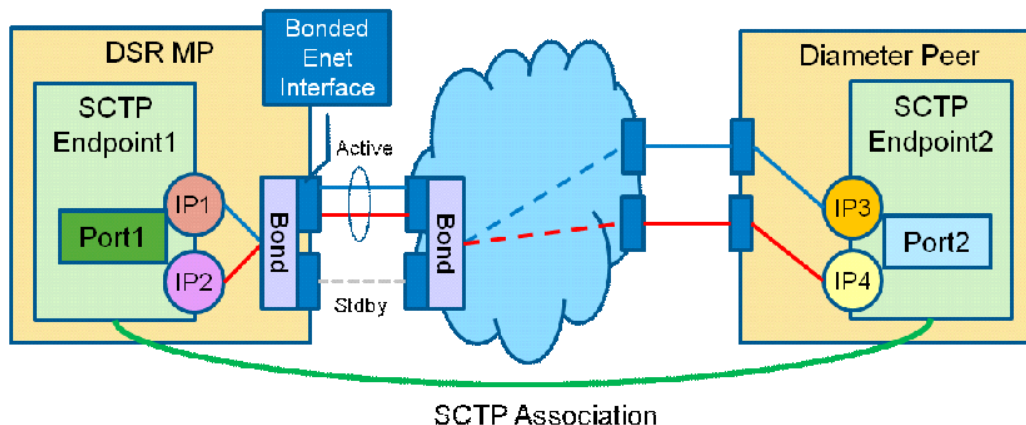 DSR MP
Bonded
Enet
Interface
Diameter Peer
SCTP
Endpoint1
SCTP
Endpoint2
Active
IP1
Port1
IP2
Bond
Bond
Stdby
IP3
Port2
IP4
SCTP Association